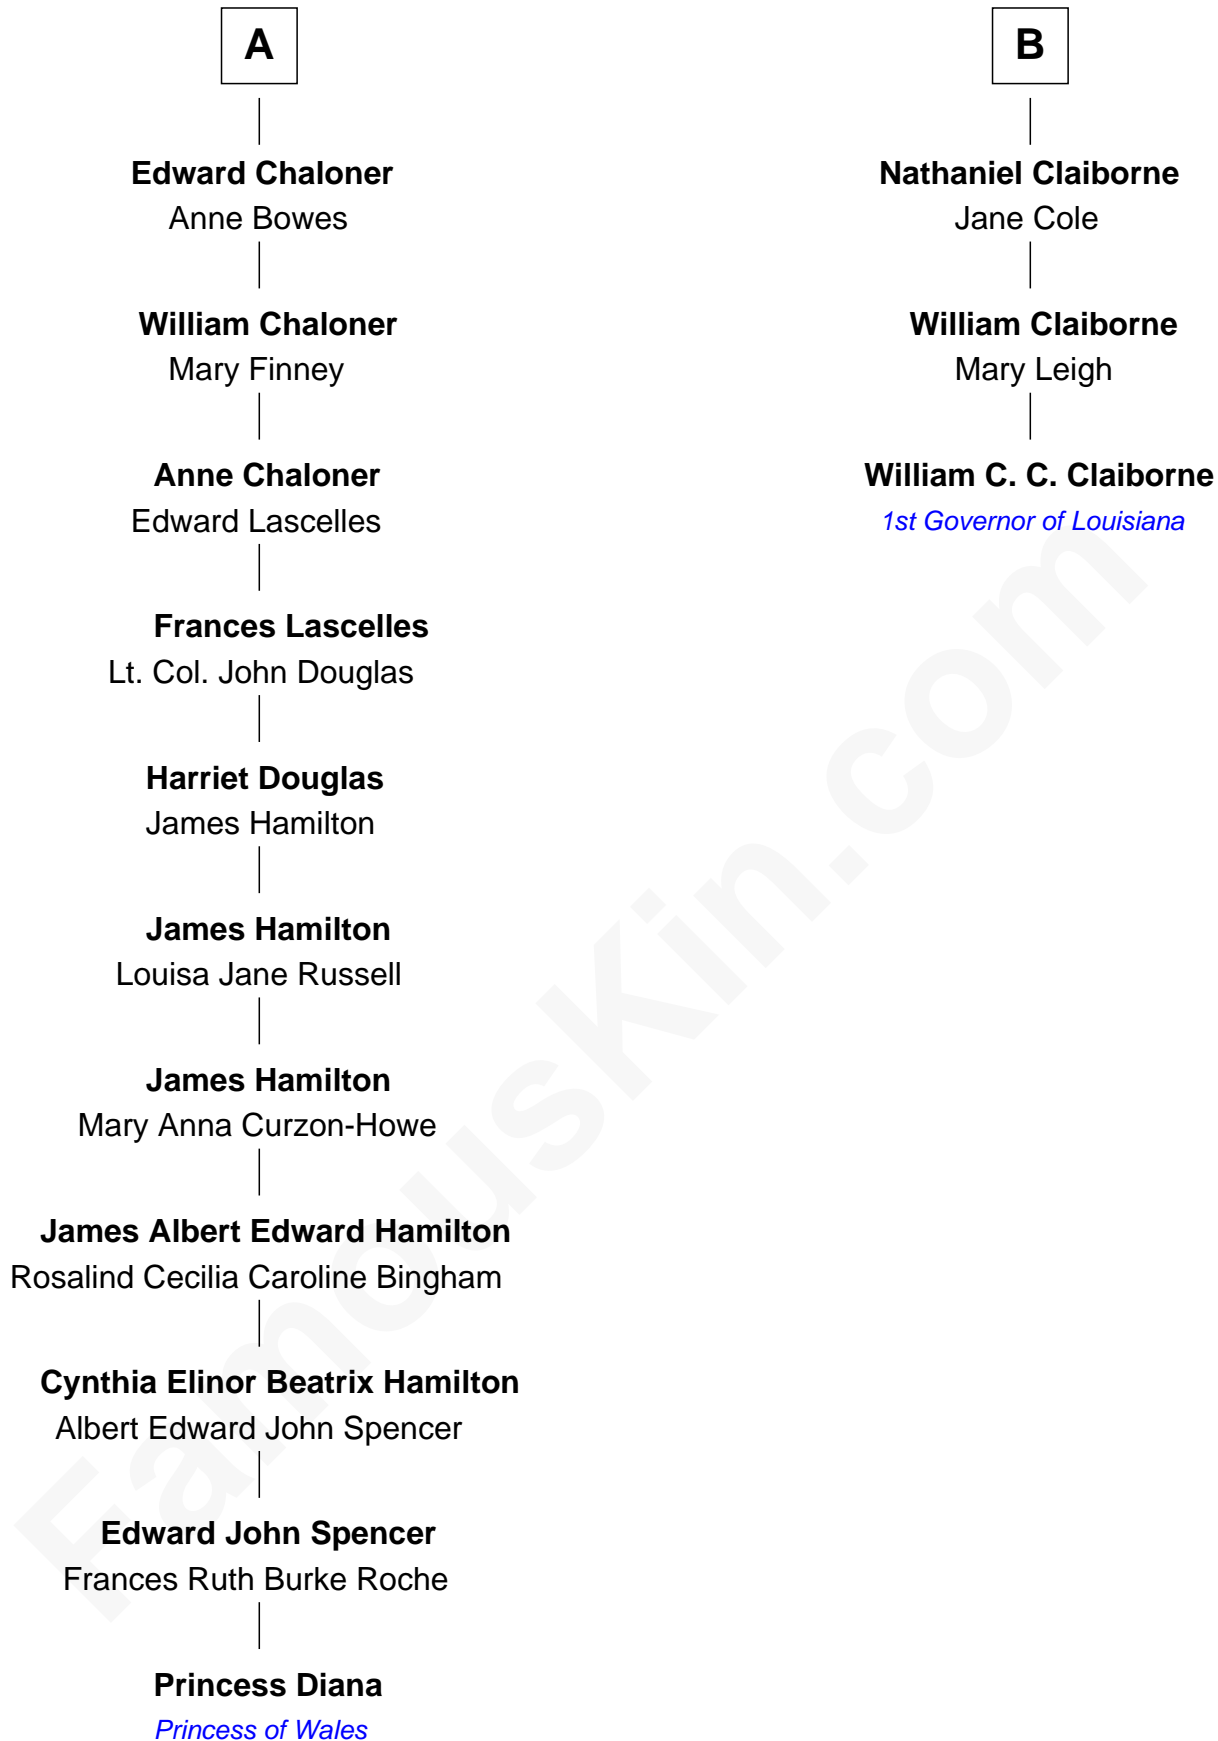 A
Edward Chaloner
Anne Bowes
William Chaloner
Mary Finney
Anne Chaloner
Edward Lascelles
Frances Lascelles
Lt. Col. John Douglas
Harriet Douglas
James Hamilton
James Hamilton
Louisa Jane Russell
James Hamilton
Mary Anna Curzon-Howe
James Albert Edward Hamilton
Rosalind Cecilia Caroline Bingham
Cynthia Elinor Beatrix Hamilton
Albert Edward John Spencer
Edward John Spencer
Frances Ruth Burke Roche
Princess Diana
Princess of Wales
B
Nathaniel Claiborne
Jane Cole
William Claiborne
Mary Leigh
William C. C. Claiborne
1st Governor of Louisiana
FamousKin.com